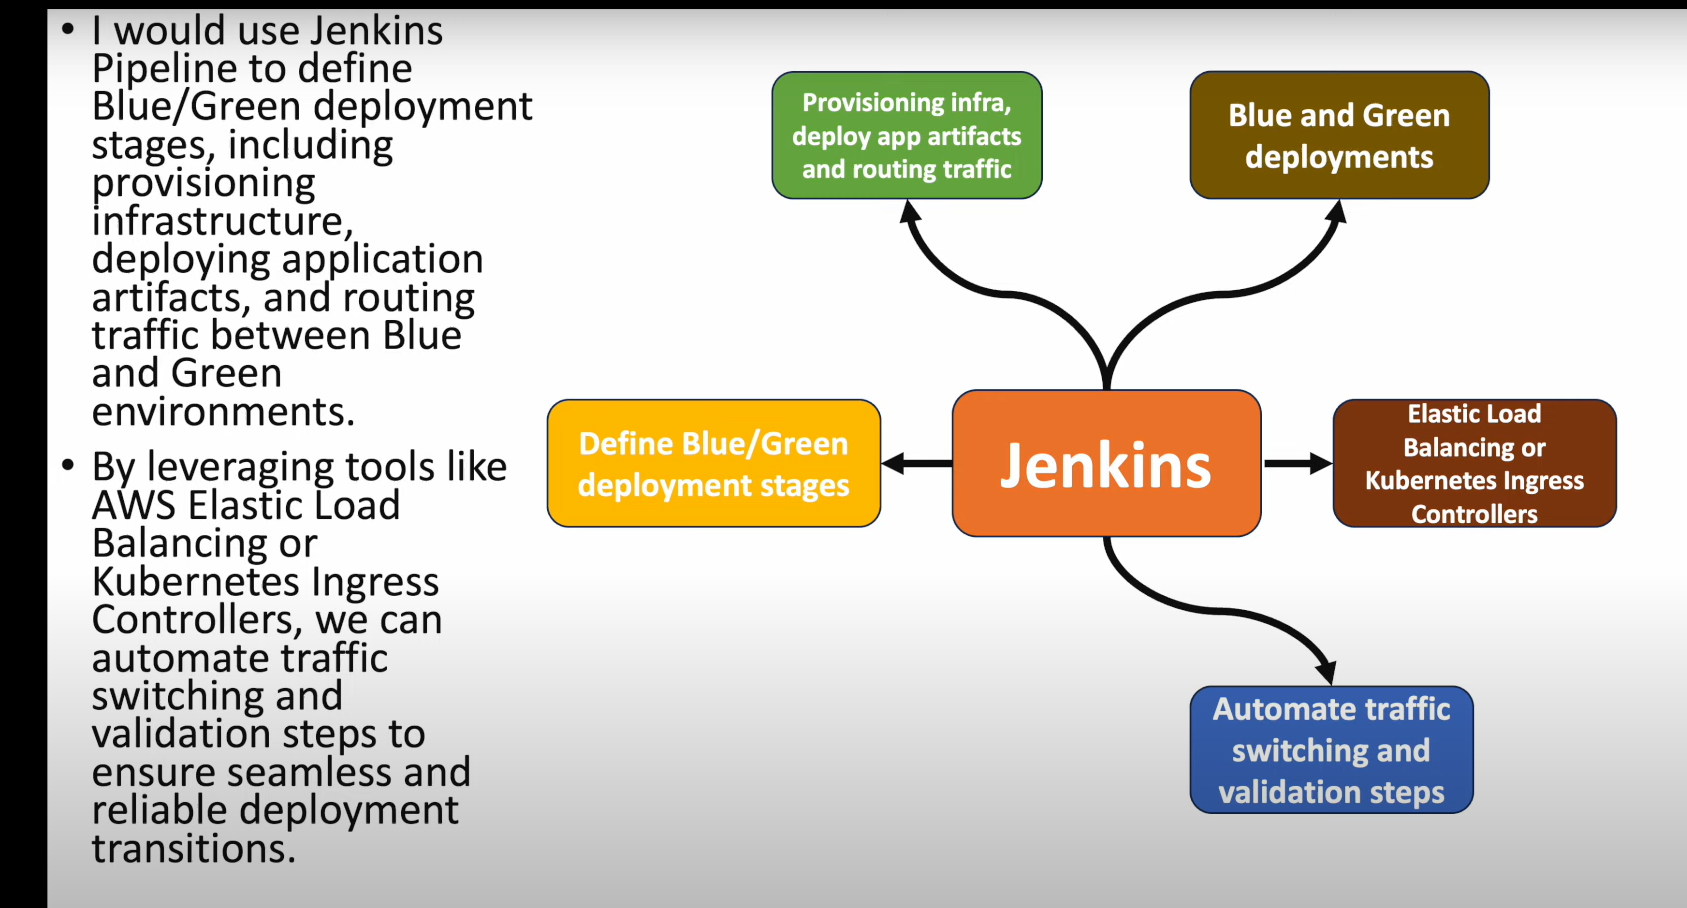 • I would use Jenkins
Pipeline to define
Blue/Green deployment
stages, including
provisioning
infrastructure,
deploying application
artifacts, and routing
traffic between Blue
and Green
environments.
• By leveraging tools like
AWS Elastic Load
Balancing or
Kubernetes Ingress
Controllers, we can
automate traffic
switching and
validation steps to
ensure seamless and
reliable deployment
transitions.
Provisioning infra,
deploy app artifacts
and routing traffic
Blue and Green
deployments
Define Blue/Green
deployment stages
Jenkins
Elastic Load
Balancing or
Kubernetes Ingress
Controllers
Automate traffic
switching and
validation steps